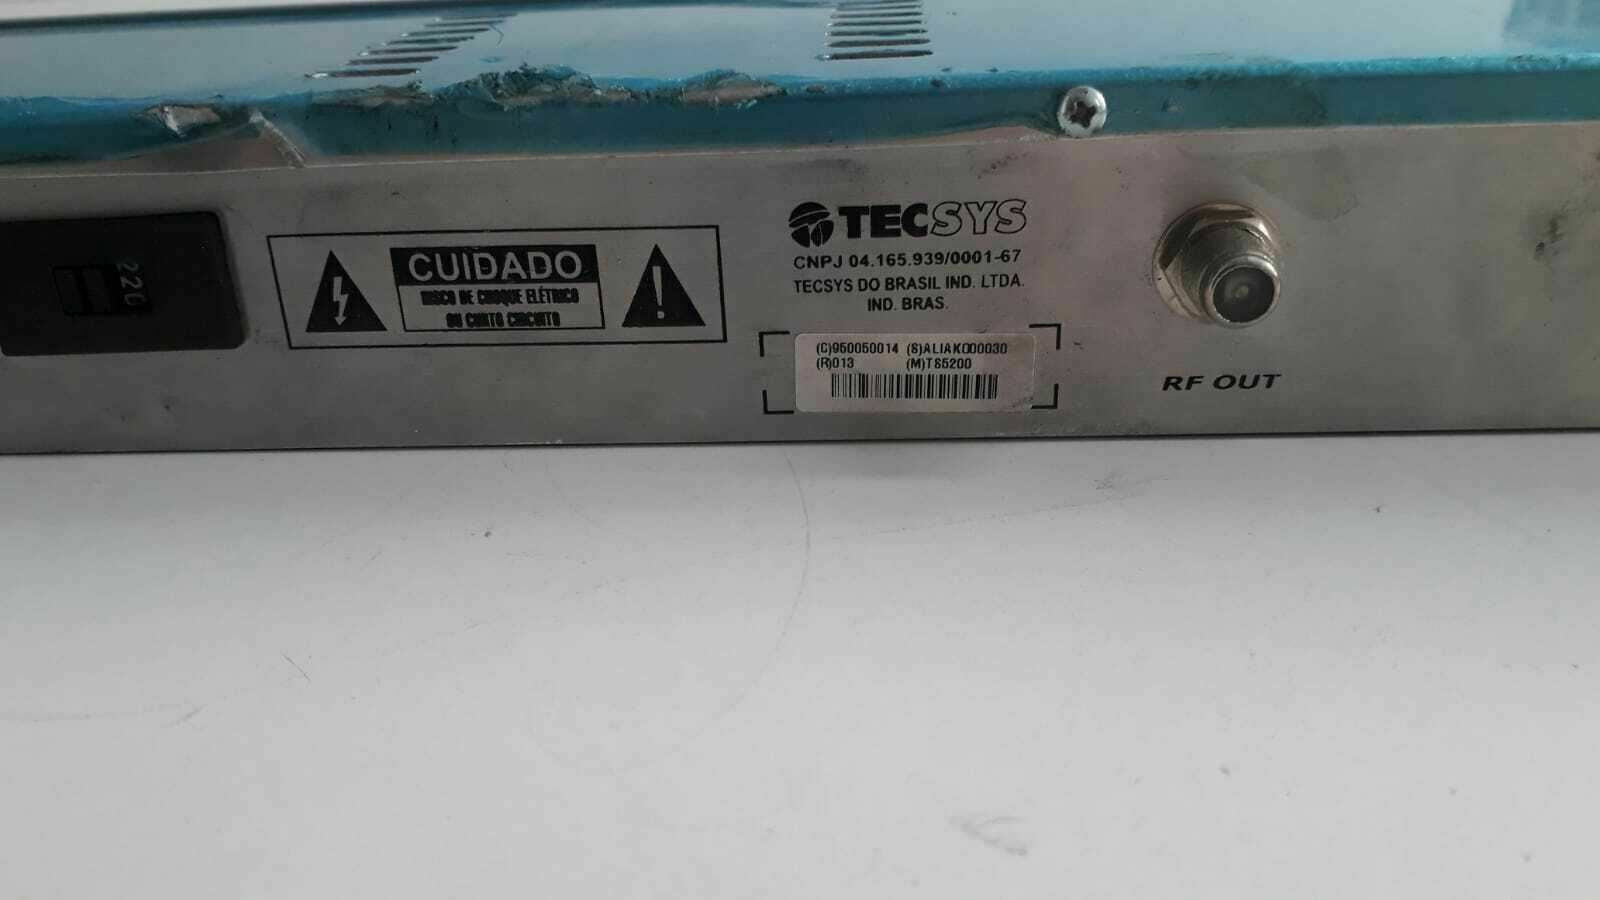 220
CUIDADO
RISCO DE CHOQUE ELÉTRICO
OU CURTO CIRCUITO
TECSYS
CNPJ 04.165.939/0001-67
TECSYS DO BRASIL IND. LTDA.
IND. BRAS.
(C)950050014 (S)ALIAK000030
(R)013 (M)TS5200
RF OUT